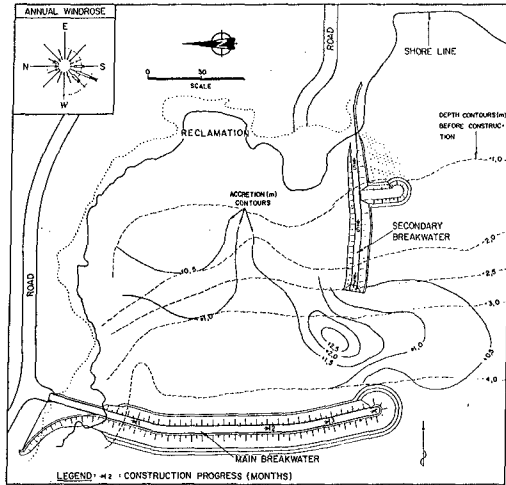 ANNUAL WINDROSE
E
N
S
W
0 30
SCALE
ROAD
SHORE LINE
RECLAMATION
DEPTH CONTOURS(m)
BEFORE CONSTRUC-
TION
-1,0
ACCRETION(m)
CONTOURS
SECONDARY
BREAKWATER
-2,0
-2,5
-3,0
+0,5
+1,0
+2,5
+2,0
+1,5
+1,0
+0,5
-4,0
ROAD
MAIN BREAKWATER
LEGEND: 12 : CONSTRUCTION PROGRESS (MONTHS)